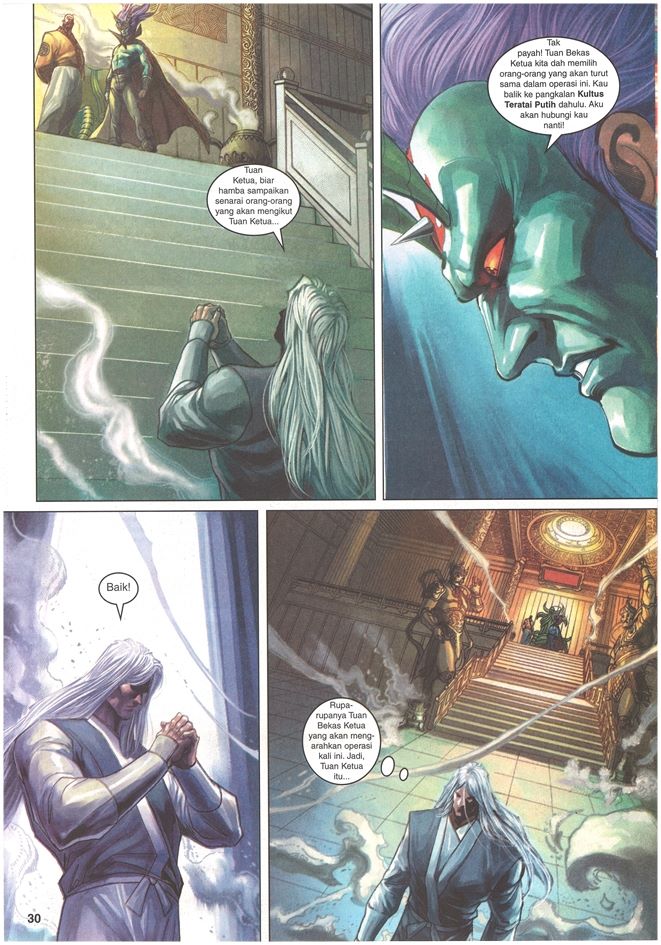 Tuan
Ketua, biar
hamba sampaikan
senarai orang-orang
yang akan mengikut
Tuan Ketua...
Tak
payah! Tuan Bekas
Ketua kita dah memilih
orang-orang yang akan turut
sama dalam operasi ini. Kau
balik ke pangkalan Kultus
Teratai Putih dahulu. Aku
akan hubungi kau
nanti!
Baik!
Rupa-
rupanya Tuan
Bekas Ketua
yang akan meng-
arahkan operasi
kali ini. Jadi,
Tuan Ketua
itu...
30